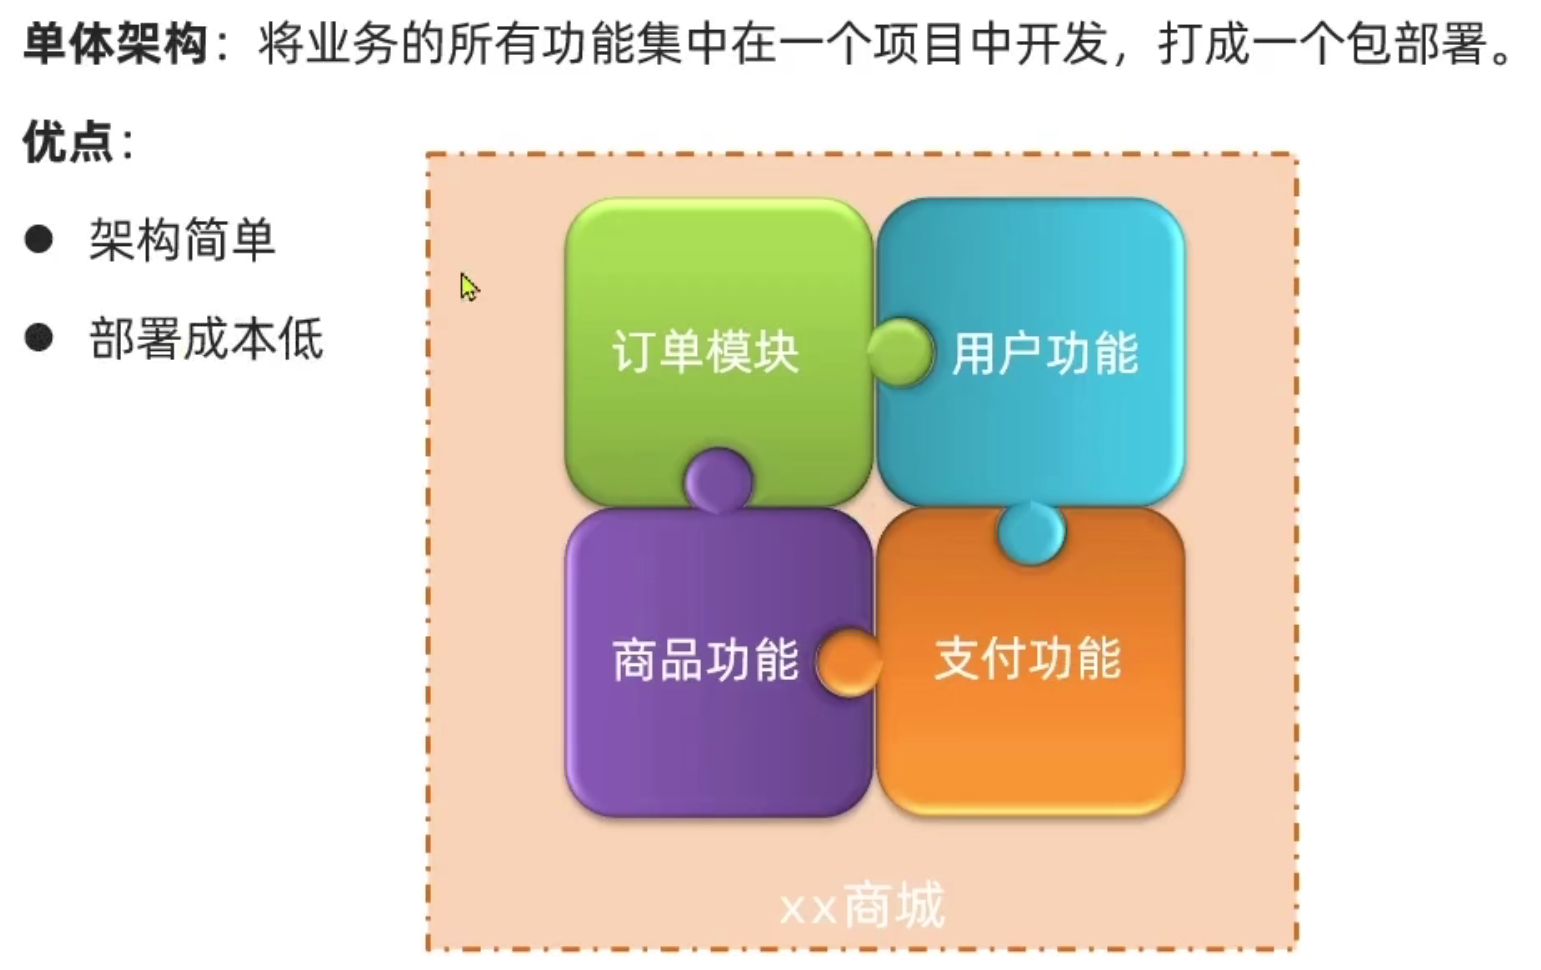 单体架构：将业务的所有功能集中在一个项目中开发，打成一个包部署。
优点：
● 架构简单
● 部署成本低
订单模块
用户功能
商品功能
支付功能
xx商城